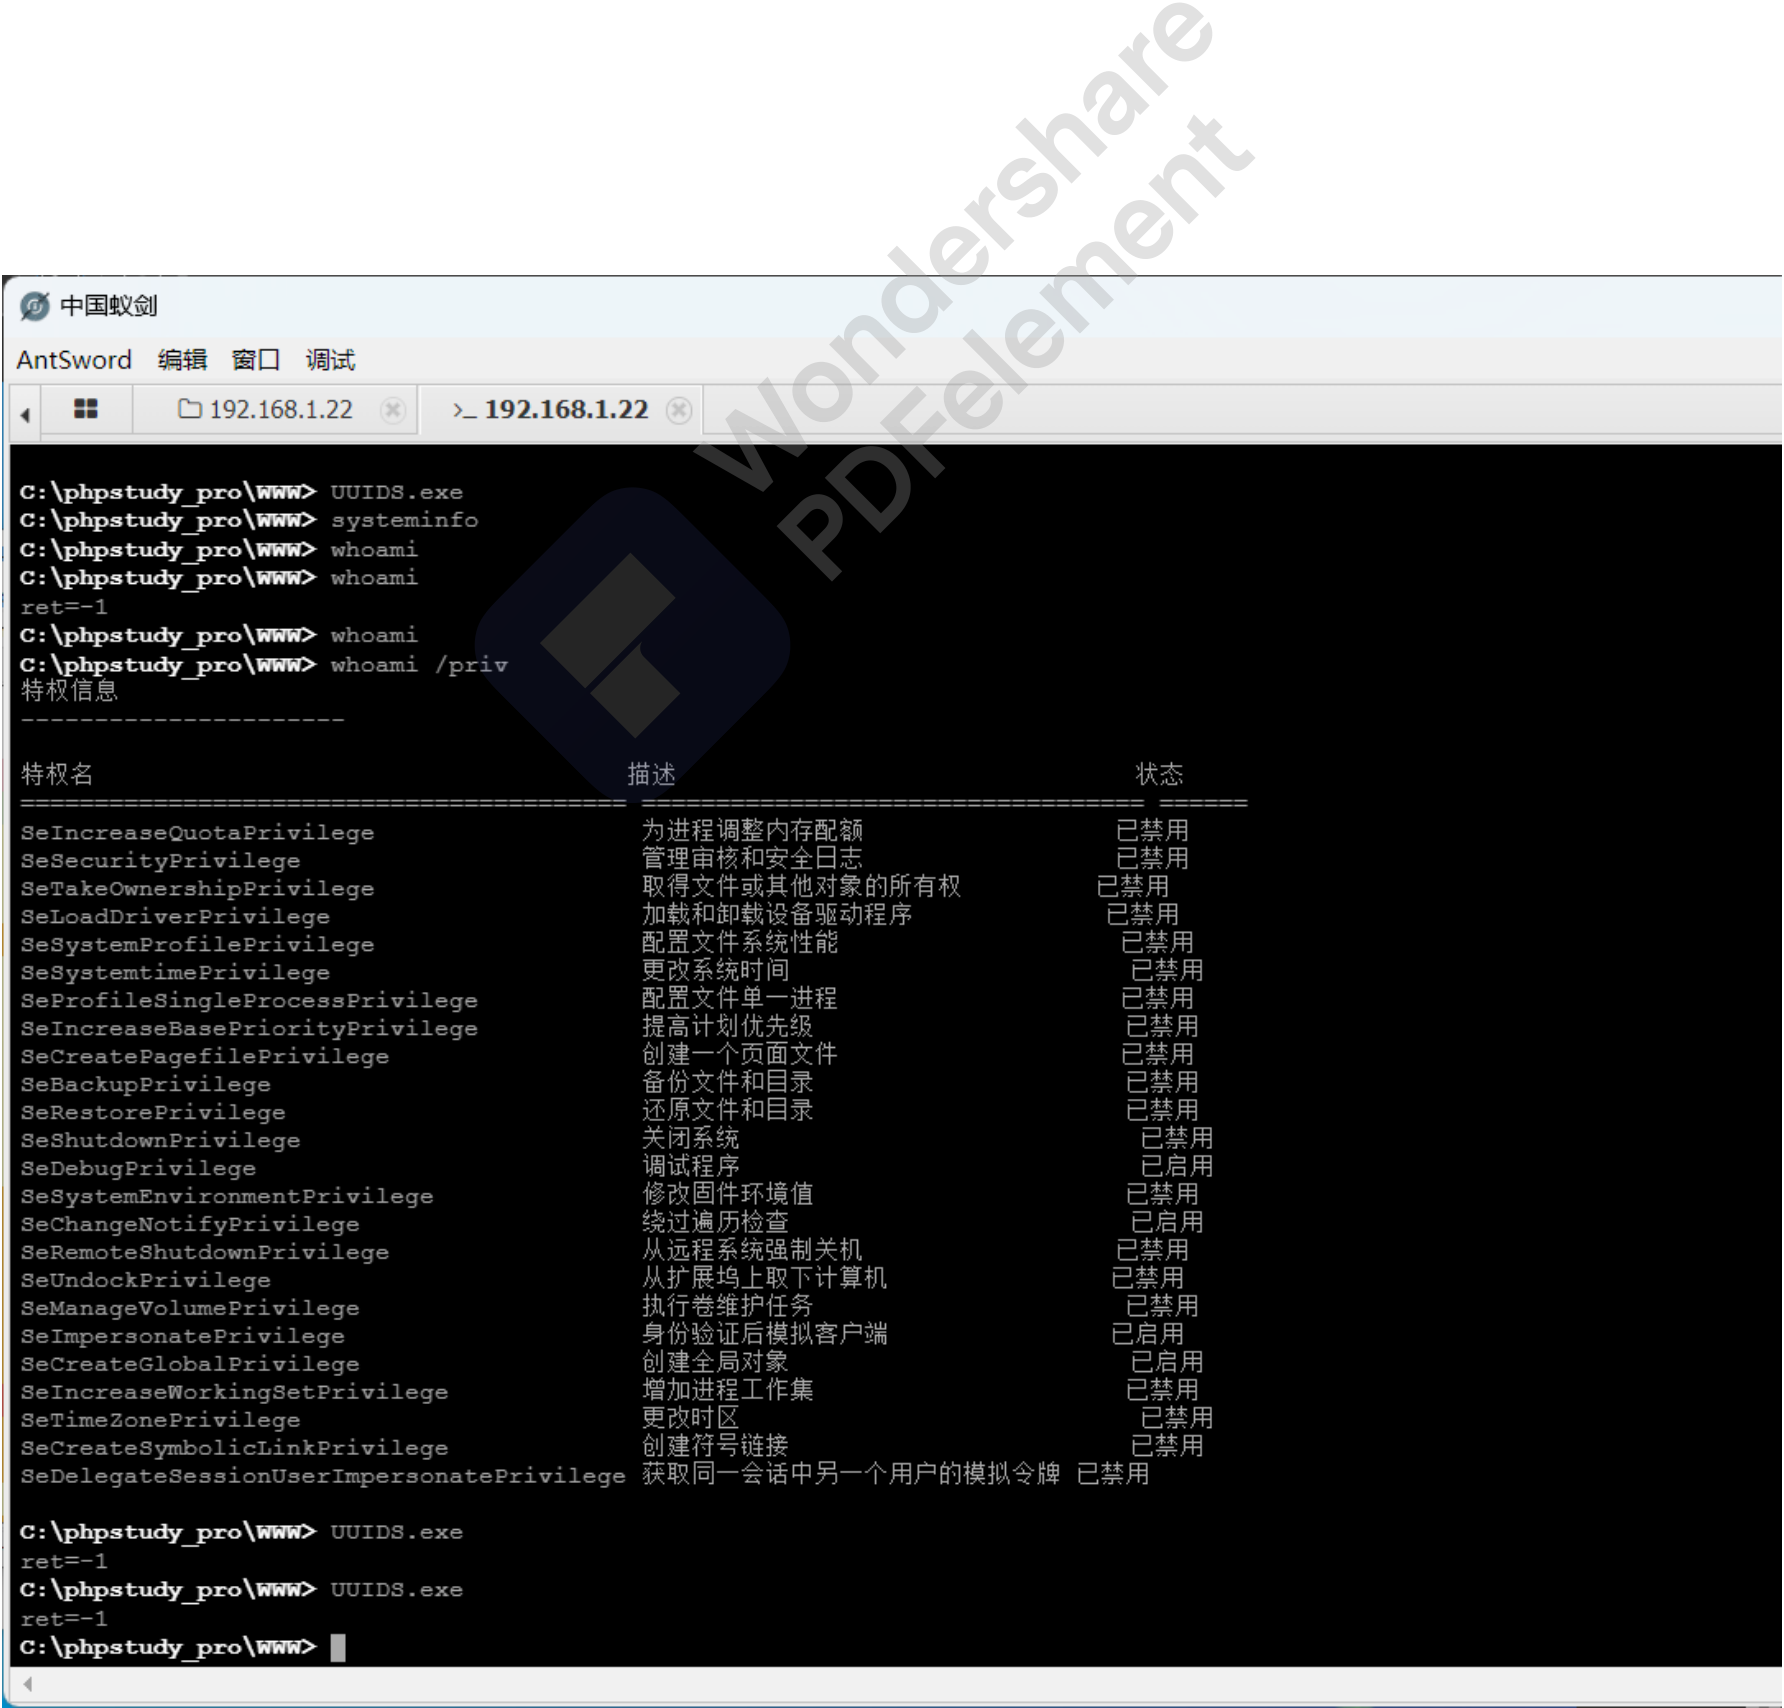 Wondershare
PDFelement
中国蚁剑
AntSword 编辑 窗口 调试
192.168.1.22 >_ 192.168.1.22
C:\phpstudy_pro\WWW> UUIDS.exe
C:\phpstudy_pro\WWW> systeminfo
C:\phpstudy_pro\WWW> whoami
C:\phpstudy_pro\WWW> whoami
ret=-1
C:\phpstudy_pro\WWW> whoami
C:\phpstudy_pro\WWW> whoami /priv
特权信息
----------------------
特权名 描述 状态
========================================= ================================== ======
SeIncreaseQuotaPrivilege 为进程调整内存配额 已禁用
SeSecurityPrivilege 管理审核和安全日志 已禁用
SeTakeOwnershipPrivilege 取得文件或其他对象的所有权 已禁用
SeLoadDriverPrivilege 加载和卸载设备驱动程序 已禁用
SeSystemProfilePrivilege 配置文件系统性能 已禁用
SeSystemtimePrivilege 更改系统时间 已禁用
SeProfileSingleProcessPrivilege 配置文件单一进程 已禁用
SeIncreaseBasePriorityPrivilege 提高计划优先级 已禁用
SeCreatePagefilePrivilege 创建一个页面文件 已禁用
SeBackupPrivilege 备份文件和目录 已禁用
SeRestorePrivilege 还原文件和目录 已禁用
SeShutdownPrivilege 关闭系统 已禁用
SeDebugPrivilege 调试程序 已启用
SeSystemEnvironmentPrivilege 修改固件环境值 已禁用
SeChangeNotifyPrivilege 绕过遍历检查 已启用
SeRemoteShutdownPrivilege 从远程系统强制关机 已禁用
SeUndockPrivilege 从扩展坞上取下计算机 已禁用
SeManageVolumePrivilege 执行卷维护任务 已禁用
SeImpersonatePrivilege 身份验证后模拟客户端 已启用
SeCreateGlobalPrivilege 创建全局对象 已启用
SeIncreaseWorkingSetPrivilege 增加进程工作集 已禁用
SeTimeZonePrivilege 更改时区 已禁用
SeCreateSymbolicLinkPrivilege 创建符号链接 已禁用
SeDelegateSessionUserImpersonatePrivilege 获取同一会话中另一个用户的模拟令牌 已禁用
C:\phpstudy_pro\WWW> UUIDS.exe
ret=-1
C:\phpstudy_pro\WWW> UUIDS.exe
ret=-1
C:\phpstudy_pro\WWW>